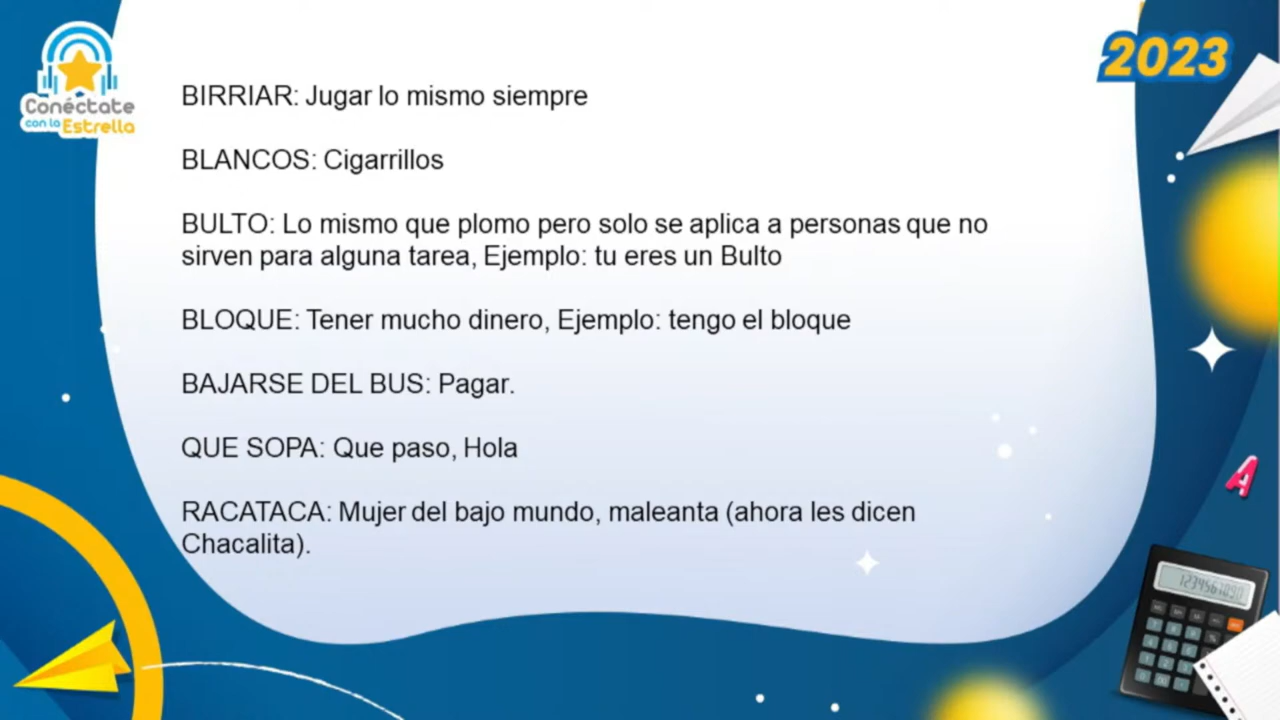 Conéctate
con la Estrella
2023
BIRRIAR: Jugar lo mismo siempre
BLANCOS: Cigarrillos
BULTO: Lo mismo que plomo pero solo se aplica a personas que no
sirven para alguna tarea, Ejemplo: tu eres un Bulto
BLOQUE: Tener mucho dinero, Ejemplo: tengo el bloque
BAJARSE DEL BUS: Pagar.
QUE SOPA: Que paso, Hola
RACATACA: Mujer del bajo mundo, maleanta (ahora les dicen
Chacalita).
A